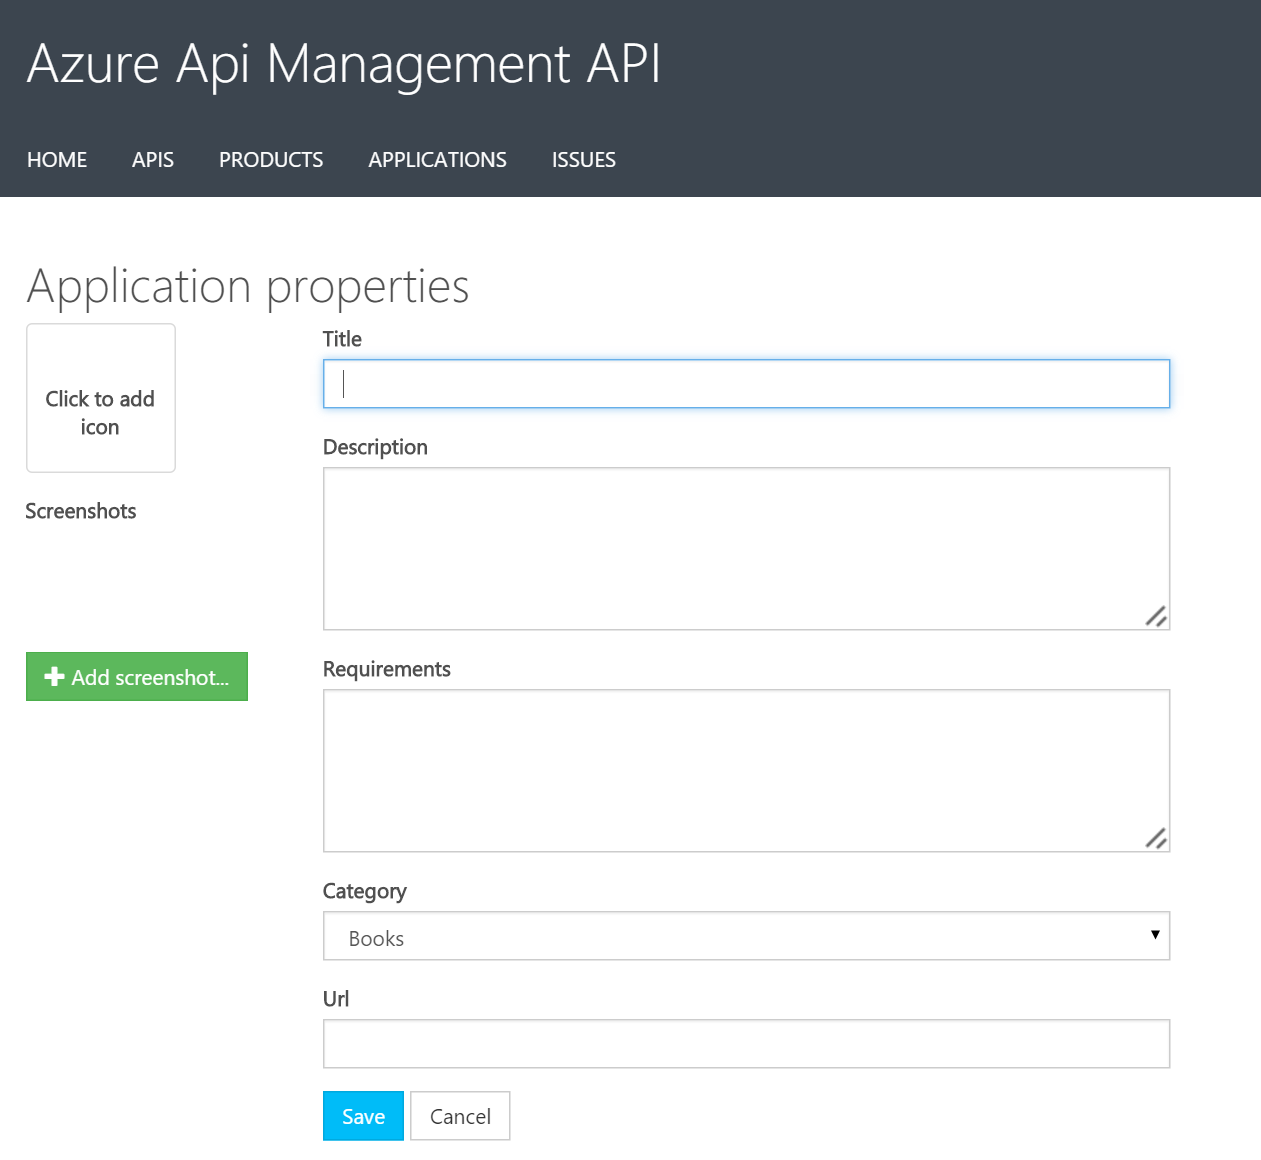 Azure Api Management API
HOME APIS PRODUCTS APPLICATIONS ISSUES
Application properties
Click to add
icon
Screenshots
Add screenshot...
Title
Description
Requirements
Category
Books
Url
Save Cancel